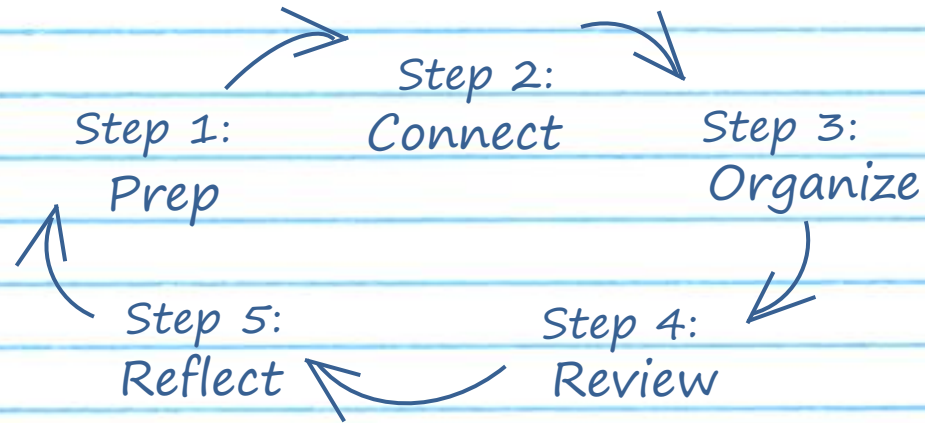 Step 1:
Prep
Step 2:
Connect
Step 3:
Organize
Step 4:
Review
Step 5:
Reflect